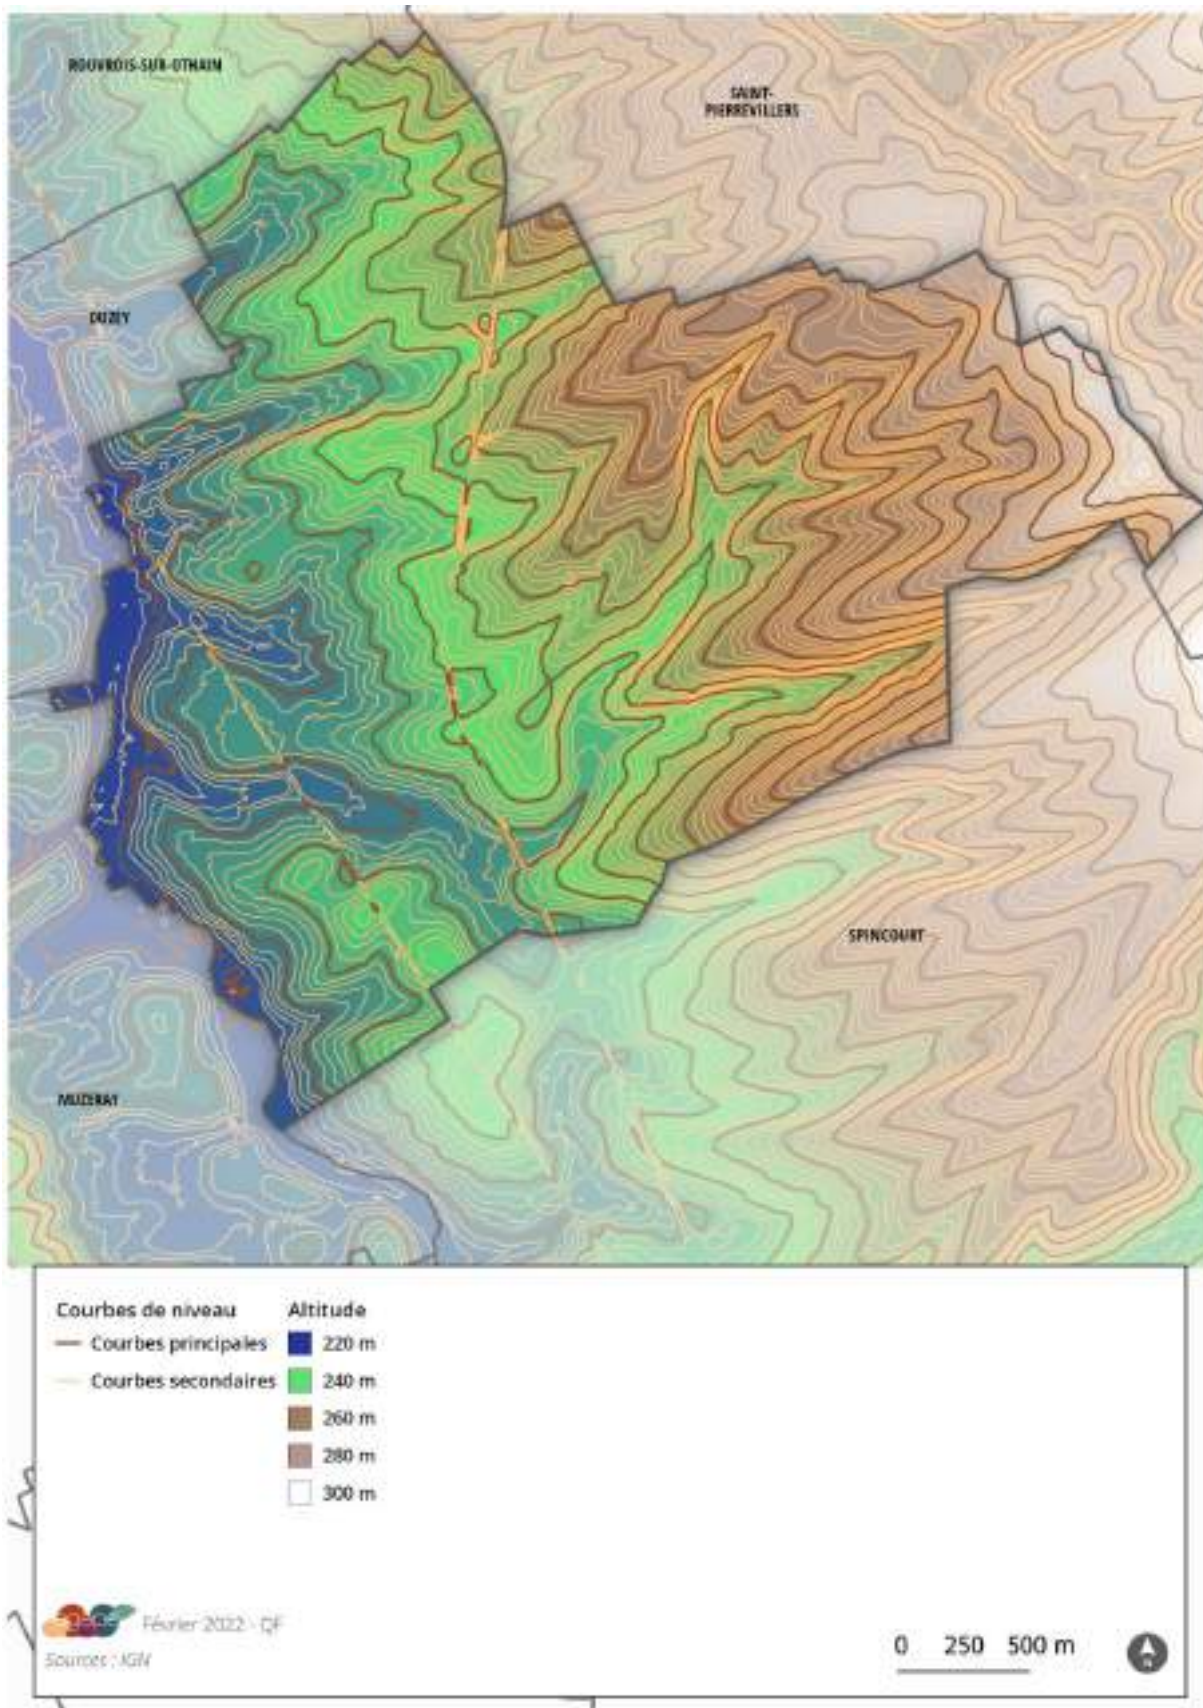 ROUVROIS-SUR-OTHAIN
SAINT-
PIERREVILLERS
DUZEY
SPINCOURT
MUZERAY
Courbes de niveau
Courbes principales
Courbes secondaires
Altitude
220 m
240 m
260 m
280 m
300 m
Février 2022 - QF
Sources : IGN
0 250 500 m
N